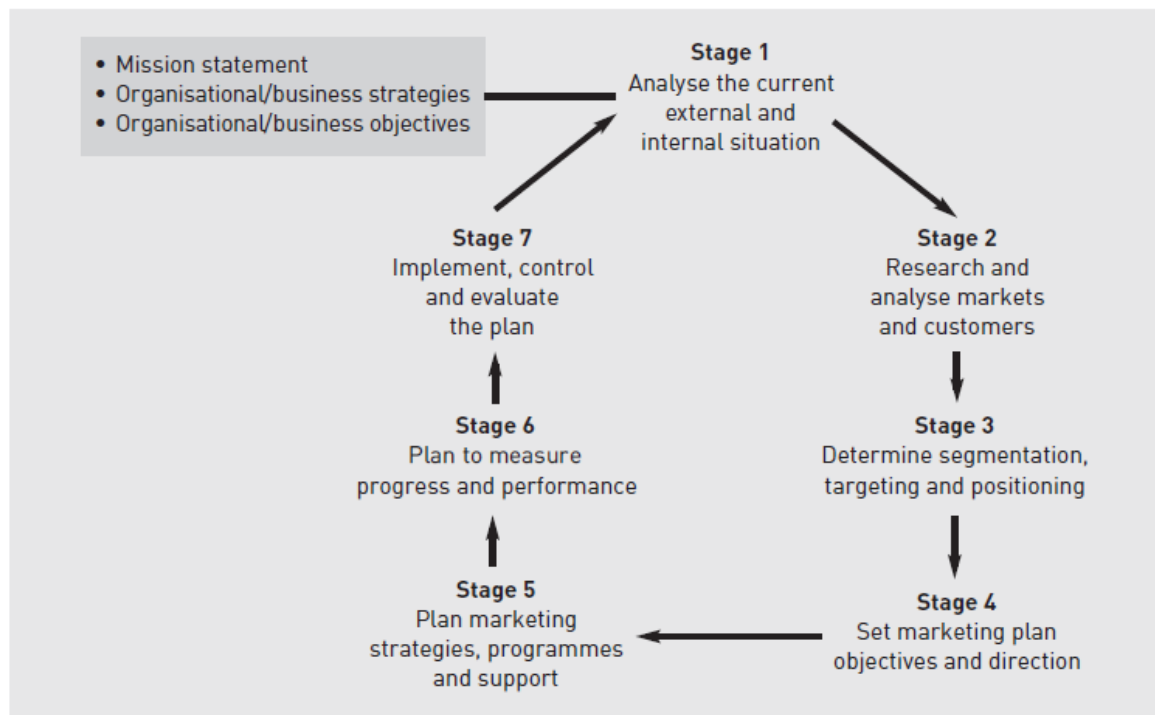 • Mission statement
• Organisational/business strategies
• Organisational/business objectives
Stage 1
Analyse the current
external and
internal situation
Stage 2
Research and
analyse markets
and customers
Stage 3
Determine segmentation,
targeting and positioning
Stage 4
Set marketing plan
objectives and direction
Stage 5
Plan marketing
strategies, programmes
and support
Stage 6
Plan to measure
progress and performance
Stage 7
Implement, control
and evaluate
the plan